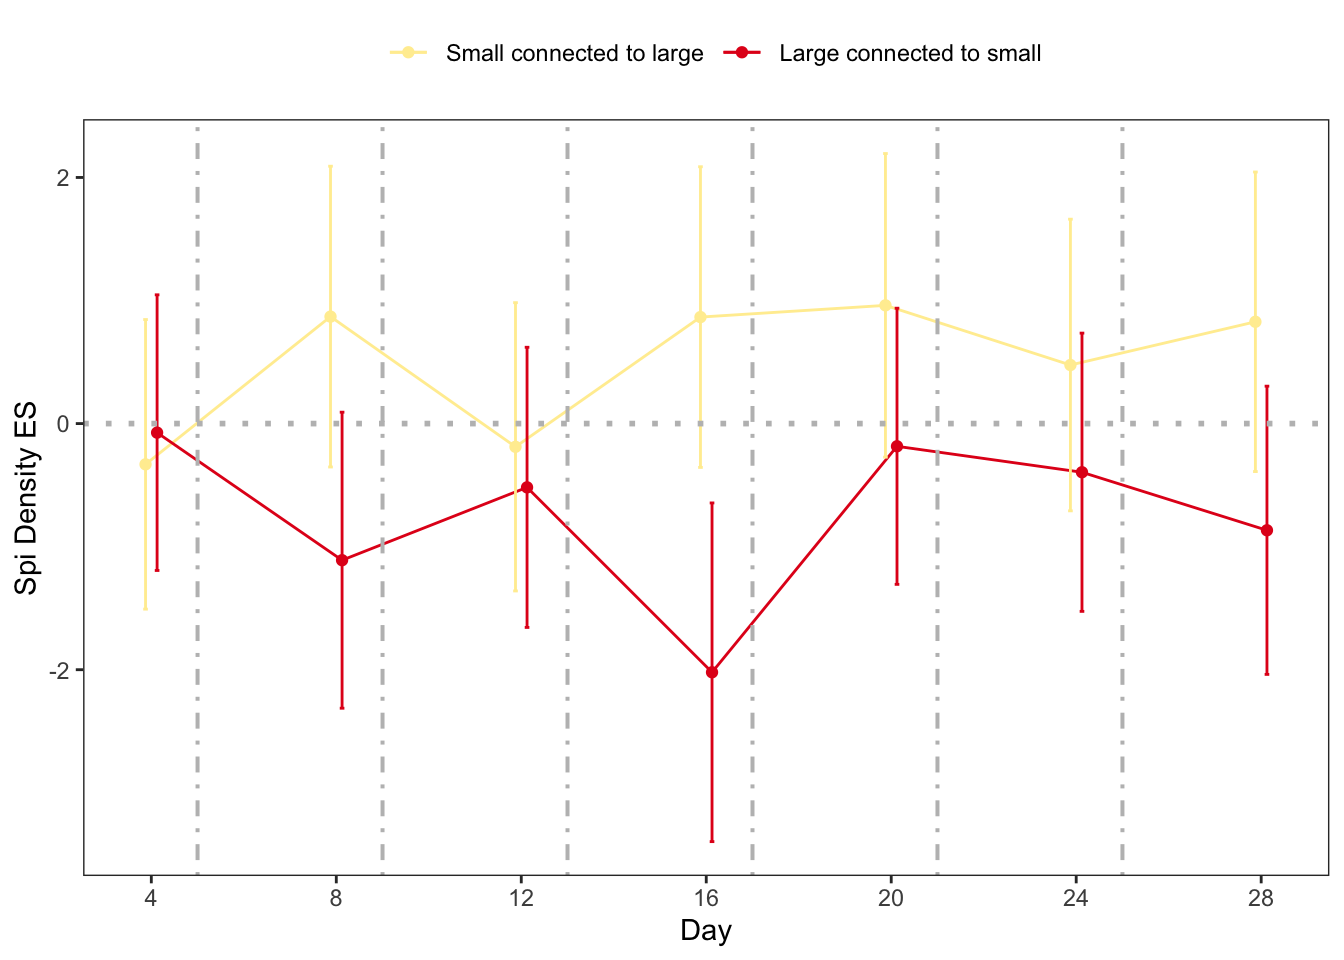 Small connected to large Large connected to small
2
0
-2
Spi Density ES
4 8 12 16 20 24 28
Day